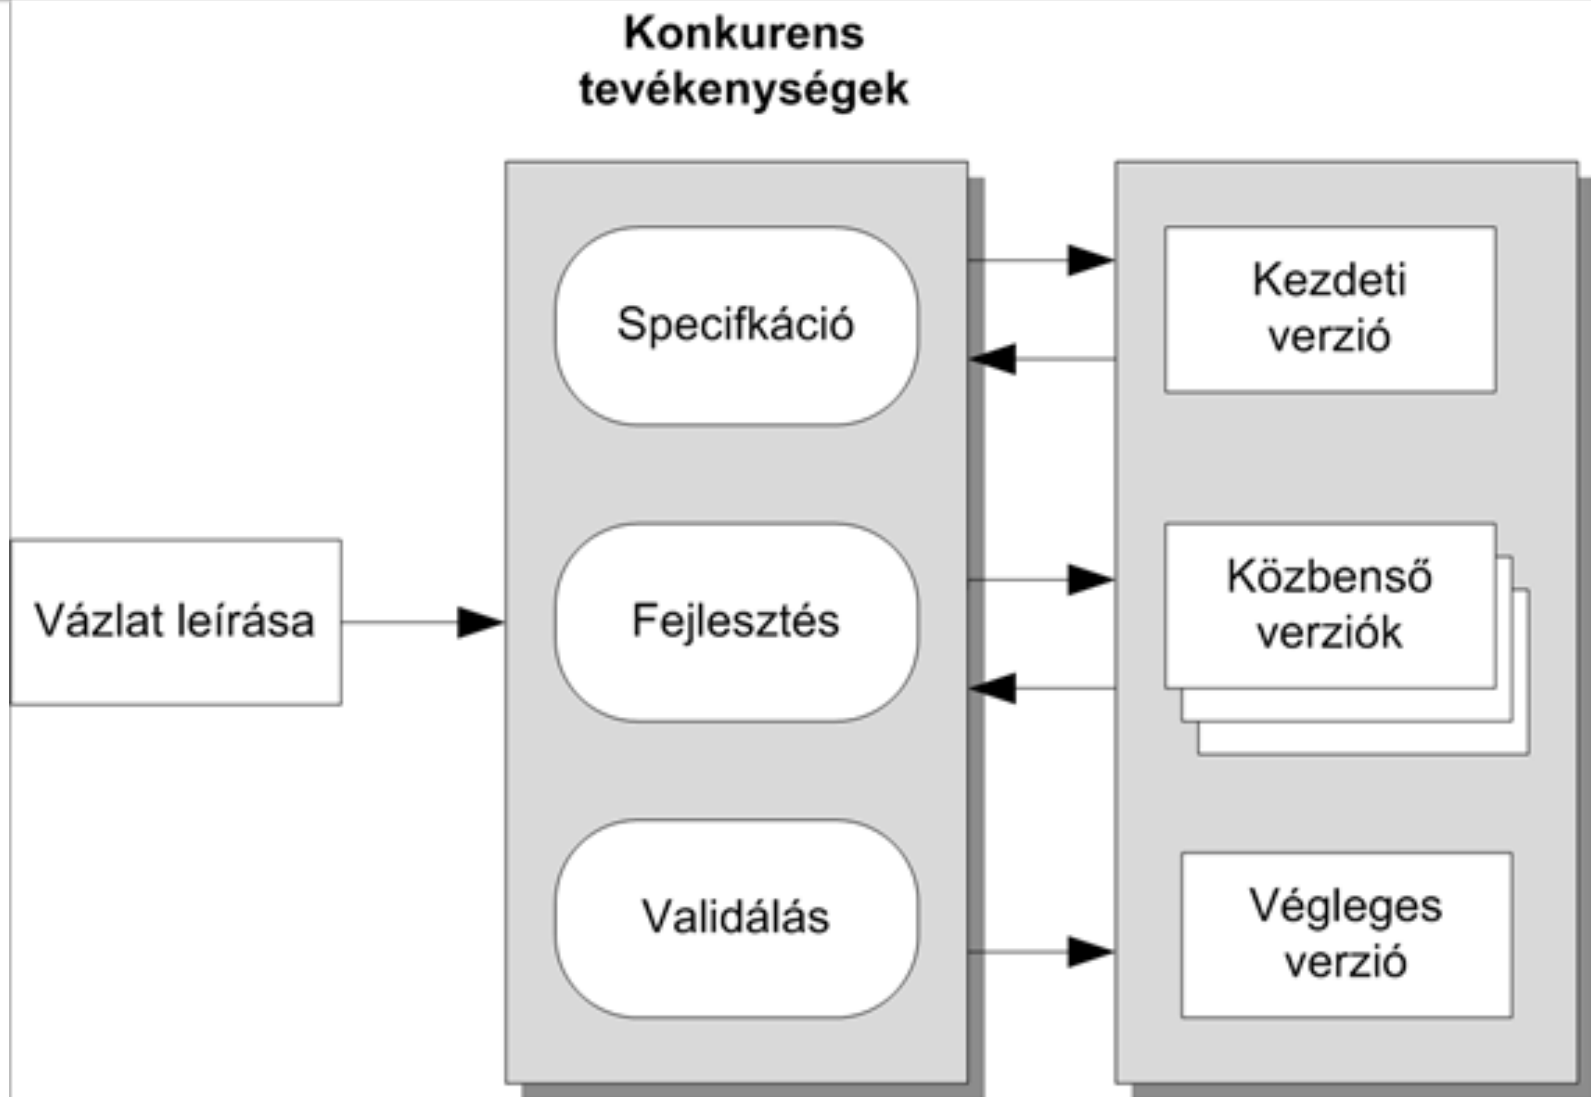 Konkurens
tevékenységek
Specifkáció
Kezdeti
verzió
Vázlat leírása
Fejlesztés
Közbenső
verziók
Validálás
Végleges
verzió